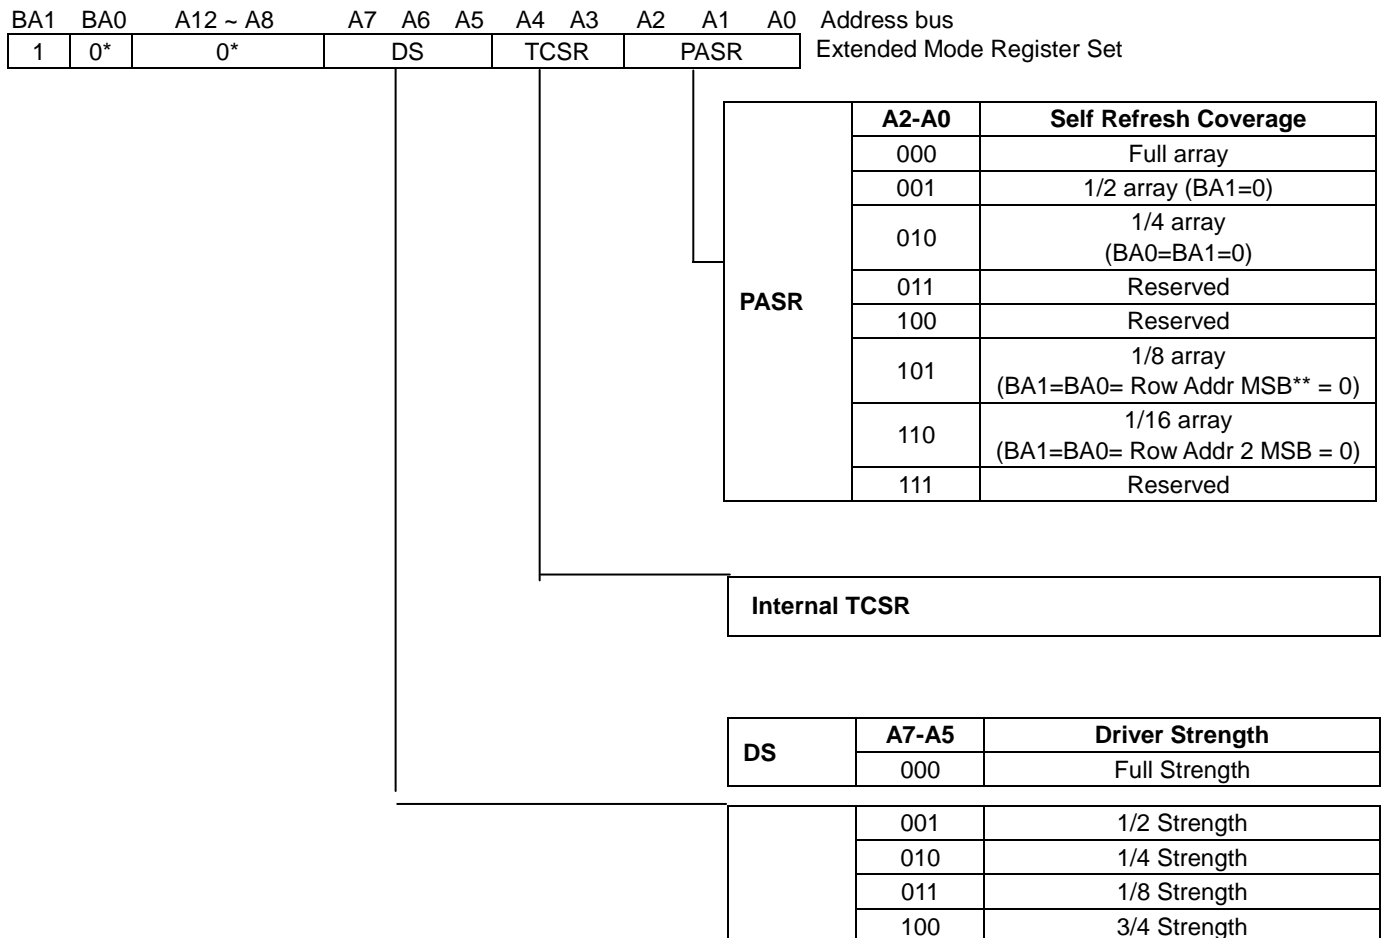 BA1 BA0 A12 ~ A8 A7 A6 A5 A4 A3 A2 A1 A0 Address bus
1 0* 0* DS TCSR PASR Extended Mode Register Set
PASR
A2-A0 Self Refresh Coverage
000 Full array
001 1/2 array (BA1=0)
010 1/4 array
(BA0=BA1=0)
011 Reserved
100 Reserved
101 1/8 array
(BA1=BA0= Row Addr MSB** = 0)
110 1/16 array
(BA1=BA0= Row Addr 2 MSB = 0)
111 Reserved
Internal TCSR
DS
A7-A5 Driver Strength
000 Full Strength
001 1/2 Strength
010 1/4 Strength
011 1/8 Strength
100 3/4 Strength